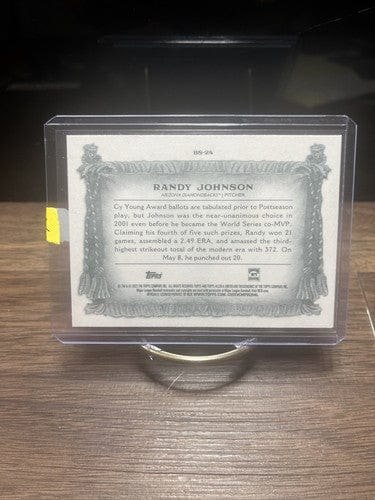 BS-24
RANDY JOHNSON
ARIZONA DIAMONDBACKS | PITCHER
Cy Young Award ballots are tabulated prior to Postseason
play, but Johnson was the near-unanimous choice in
2001 even before he became the World Series co-MVP.
Claiming his fourth of five such prizes, Randy won 21
games, assembled a 2.49 ERA, and amassed the third-
highest strikeout total of the modern era with 372. On
May 8, he punched out 20.
Topps